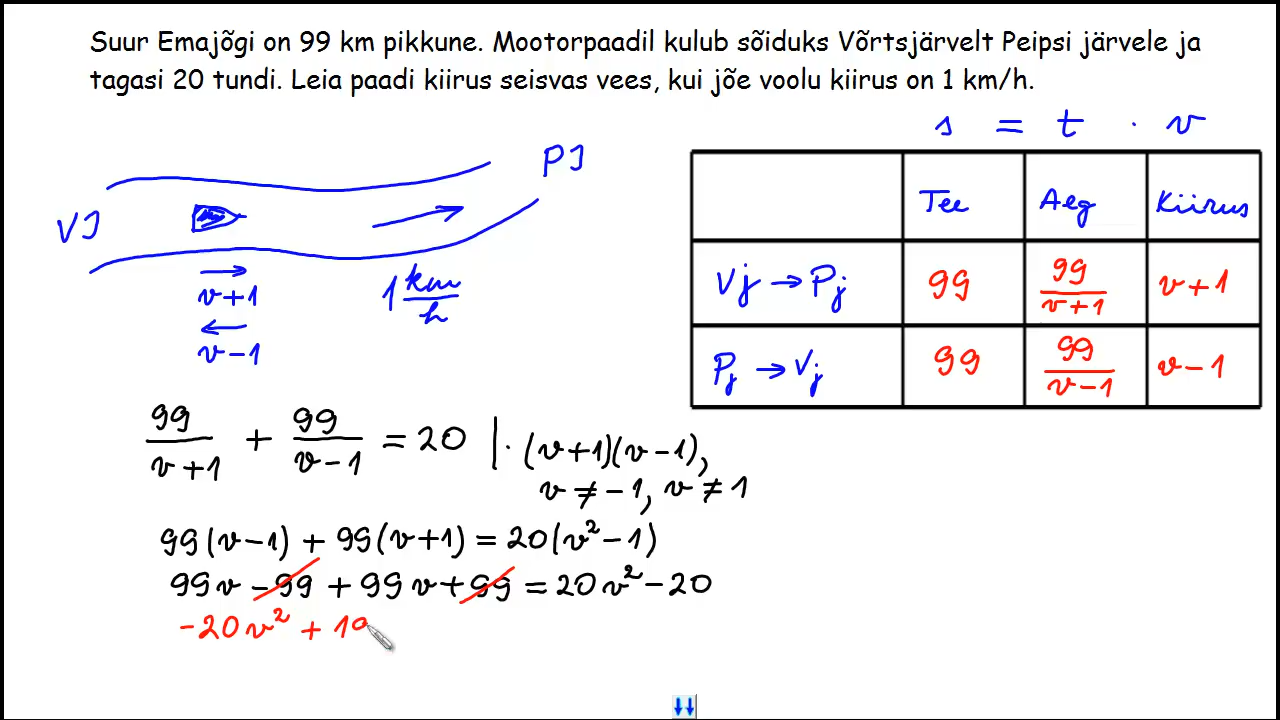 Suur Emajõgi on 99 km pikkune. Mootorpaadil kulub sõiduks Võrtsjärvelt Peipsi järvele ja
tagasi 20 tundi. Leia paadi kiirus seisvas vees, kui jõe voolu kiirus on 1 km/h.
s = t · v
PJ
VJ
v+1
v-1
1 km/h
Tee Aeg Kiirus
Vj → Pj 99 99/(v+1) v+1
Pj → Vj 99 99/(v-1) v-1
99/(v+1) + 99/(v-1) = 20 | · (v+1)(v-1),
v ≠ -1, v ≠ 1
99(v-1) + 99(v+1) = 20(v²-1)
99v - 99 + 99v + 99 = 20v² - 20
-20v² + 19